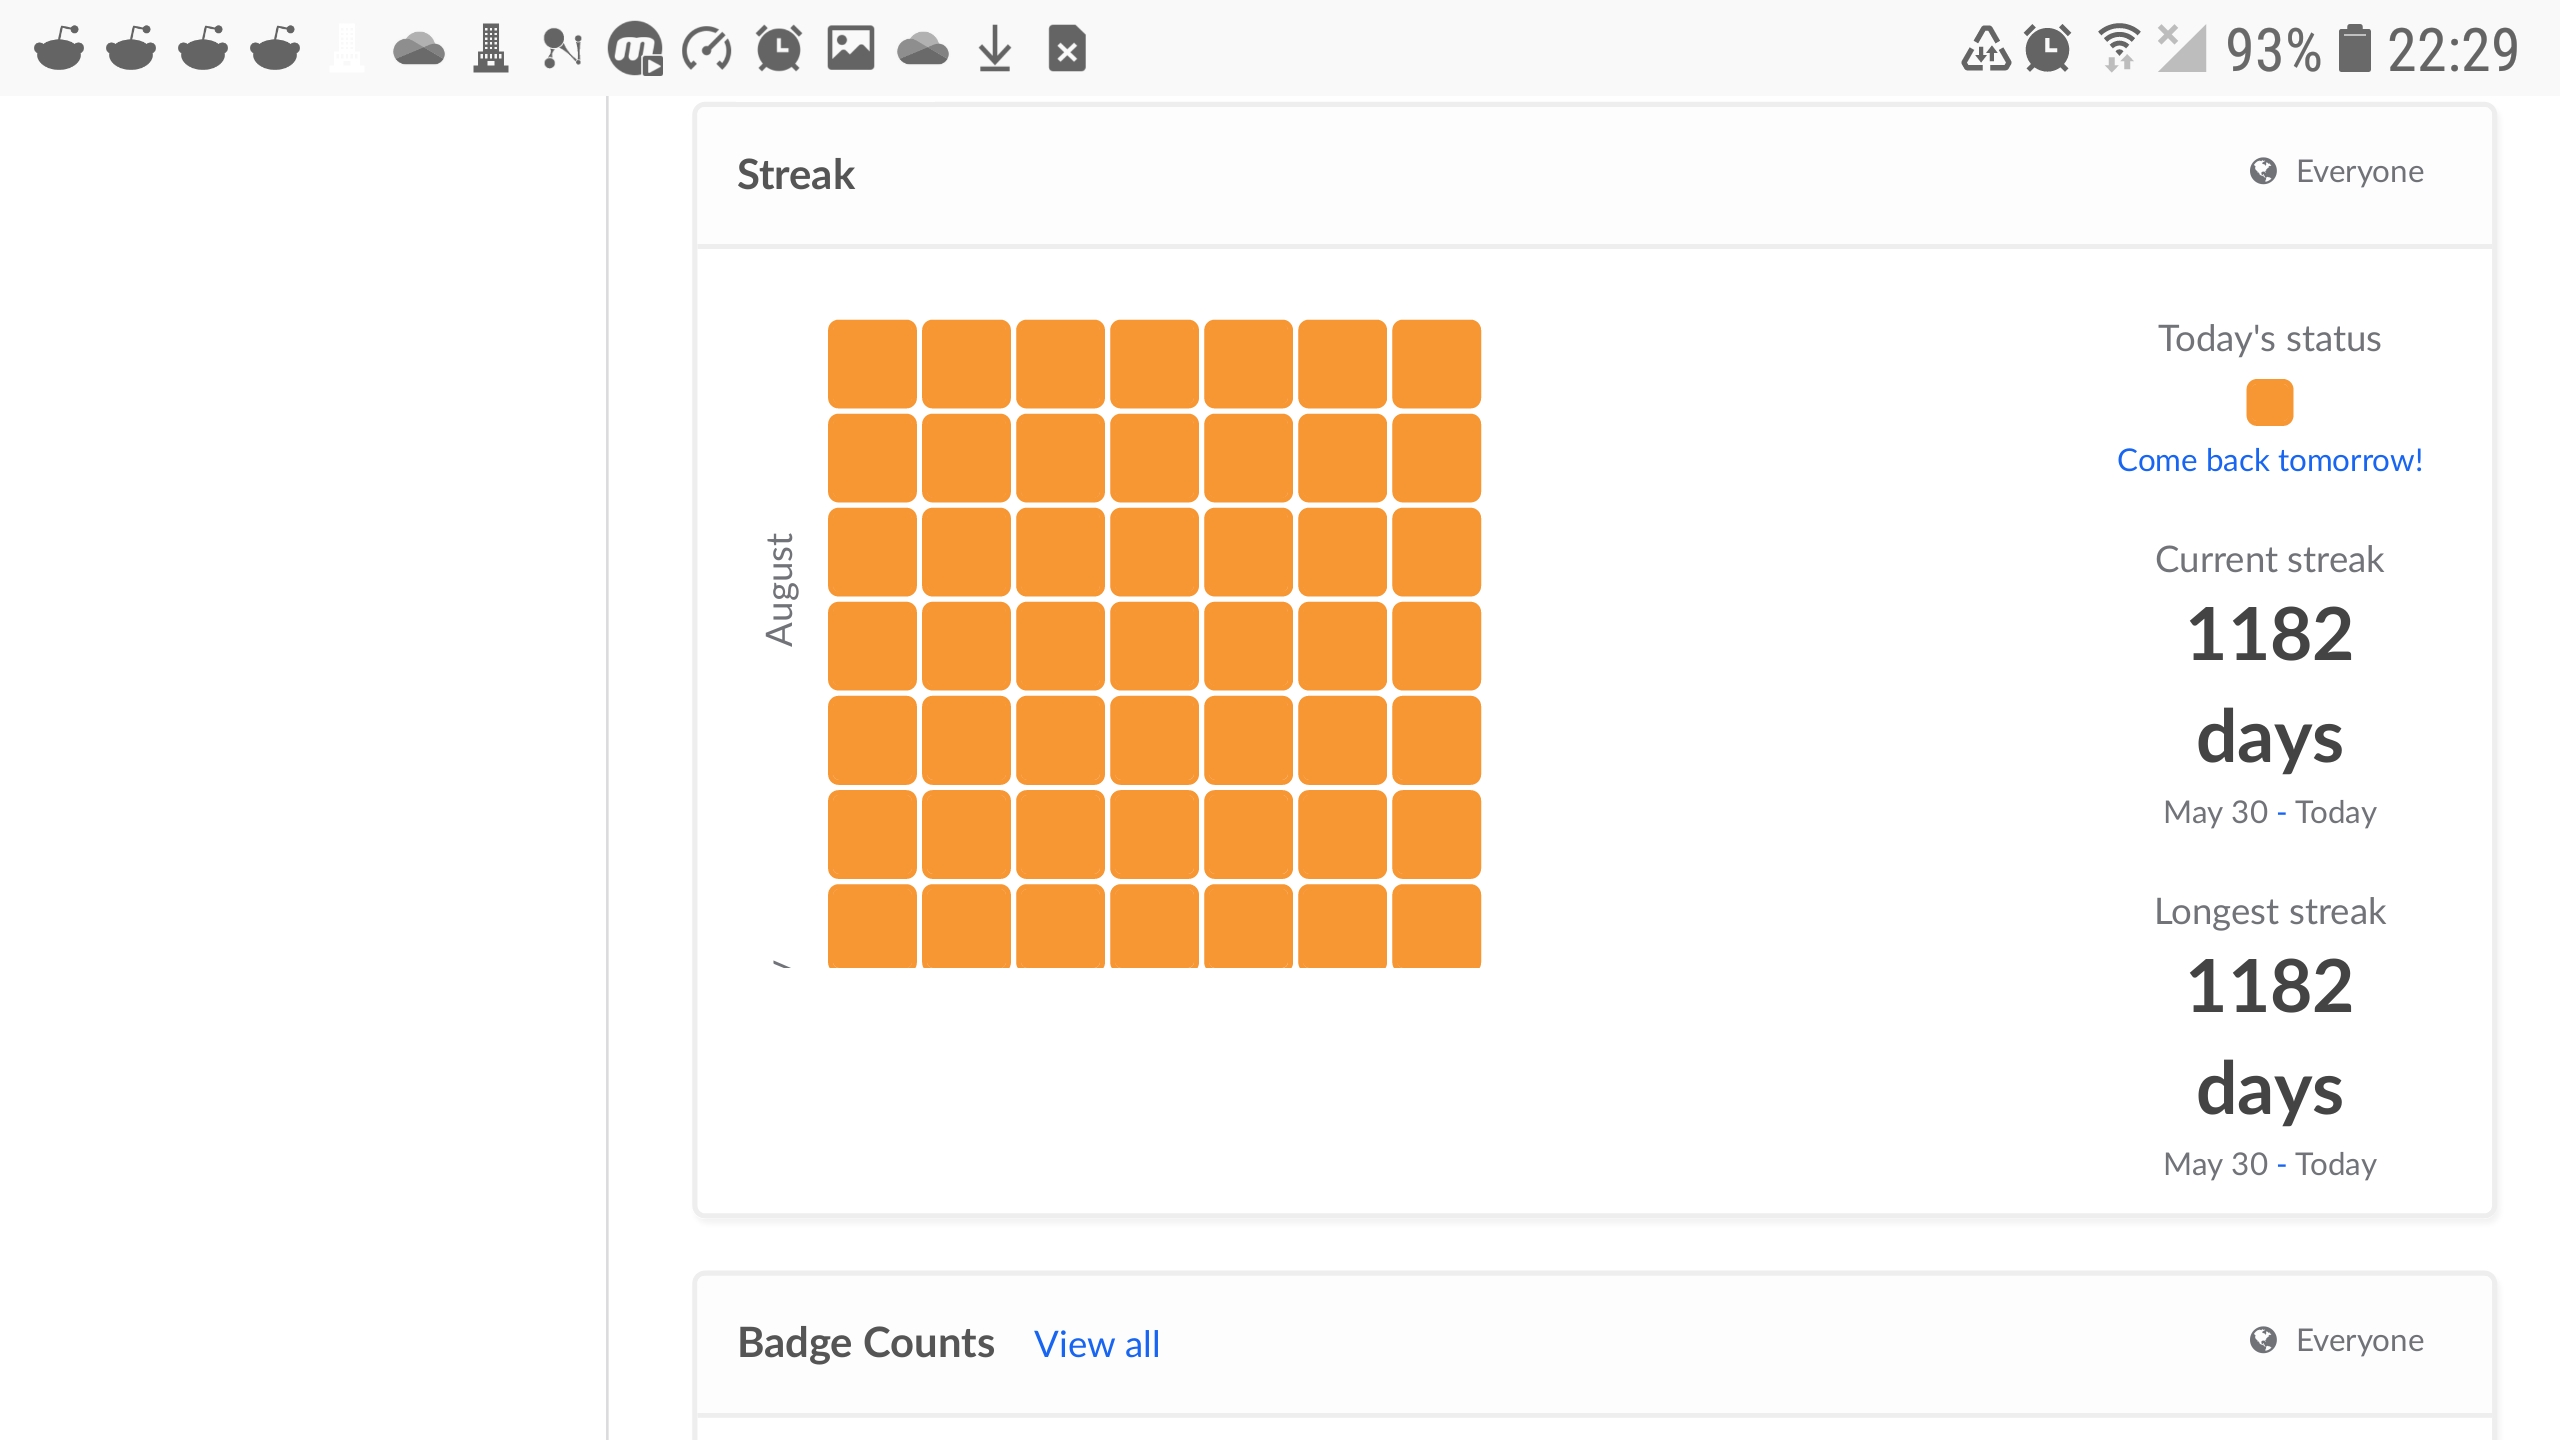 93% 22:29
Streak
Everyone
August
Today's status
Come back tomorrow!
Current streak
1182
days
May 30 - Today
Longest streak
1182
days
May 30 - Today
Badge Counts View all
Everyone